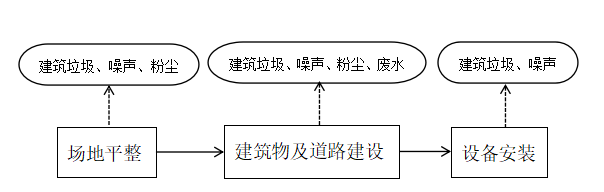 建筑垃圾、噪声、粉尘
建筑垃圾、噪声、粉尘、废水
建筑垃圾、噪声
场地平整
建筑物及道路建设
设备安装